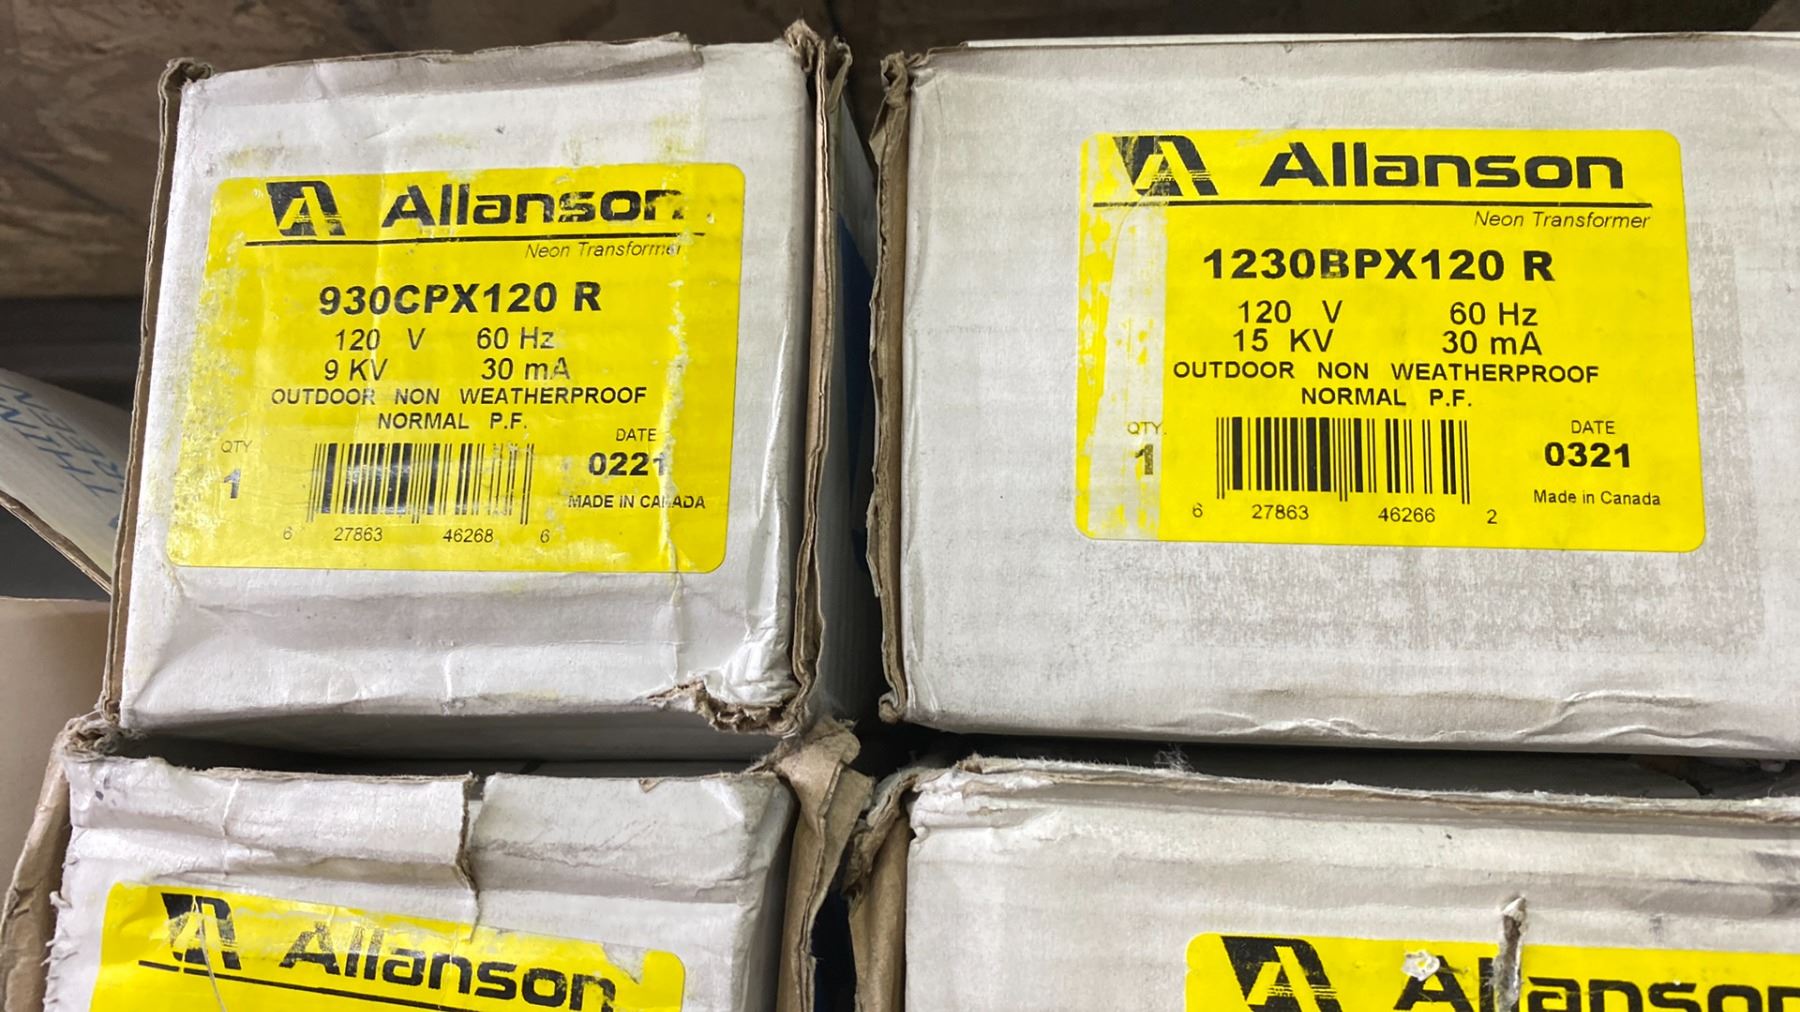 Allanson
Neon Transformer
930CPX120 R
120 V 60 Hz
9 KV 30 mA
OUTDOOR NON WEATHERPROOF
NORMAL P.F.
QTY
1
DATE
0221
MADE IN CANADA
6 27863 46268 6
Allanson
Neon Transformer
1230BPX120 R
120 V 60 Hz
15 KV 30 mA
OUTDOOR NON WEATHERPROOF
NORMAL P.F.
QTY.
1
DATE
0321
Made in Canada
6 27863 46266 2
Allanson
Allanson